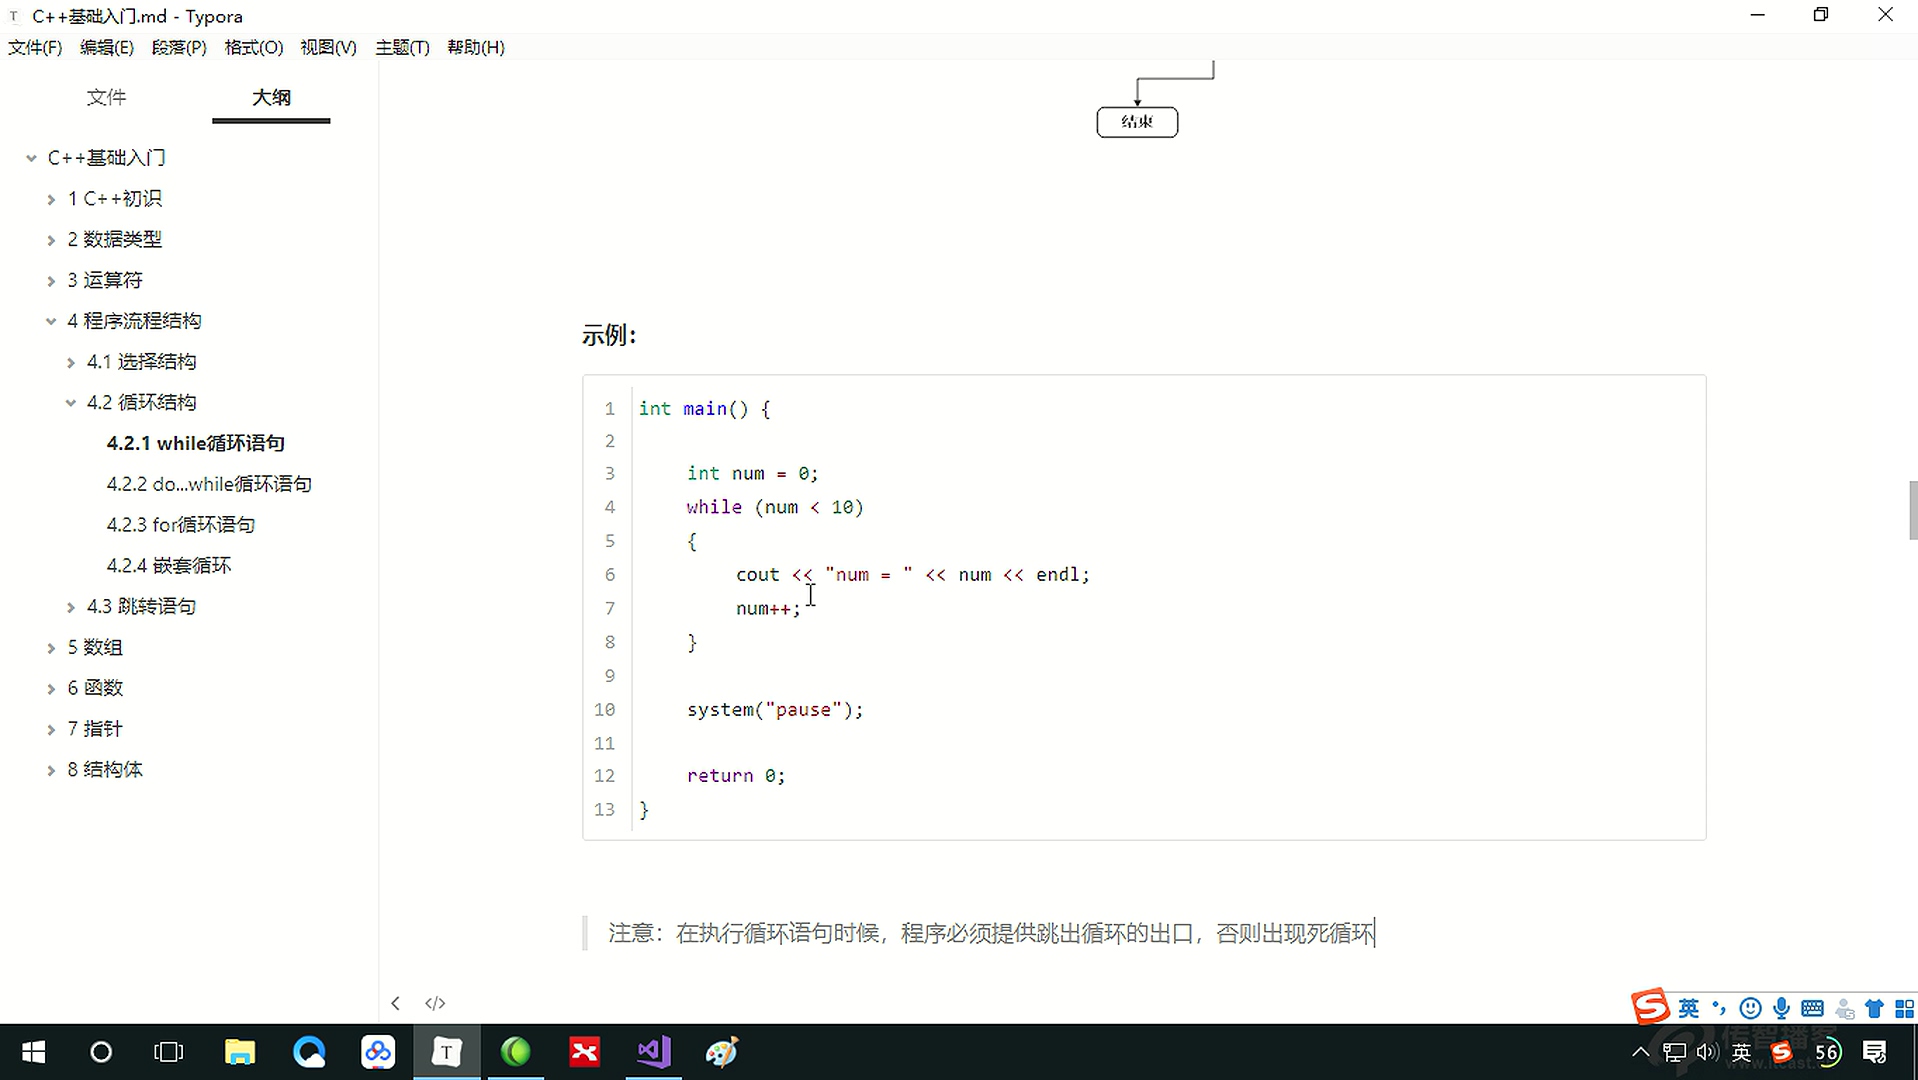 C++基础入门.md - Typora
文件(F) 编辑(E) 段落(P) 格式(O) 视图(V) 主题(T) 帮助(H)
文件 大纲
C++基础入门
1 C++初识
2 数据类型
3 运算符
4 程序流程结构
4.1 选择结构
4.2 循环结构
4.2.1 while循环语句
4.2.2 do...while循环语句
4.2.3 for循环语句
4.2.4 嵌套循环
4.3 跳转语句
5 数组
6 函数
7 指针
8 结构体
结束
示例：
1 int main() {
2
3 int num = 0;
4 while (num < 10)
5 {
6 cout << "num = " << num << endl;
7 num++;
8 }
9
10 system("pause");
11
12 return 0;
13 }
注意：在执行循环语句时候，程序必须提供跳出循环的出口，否则出现死循环
</>
英
英 56
传智播客